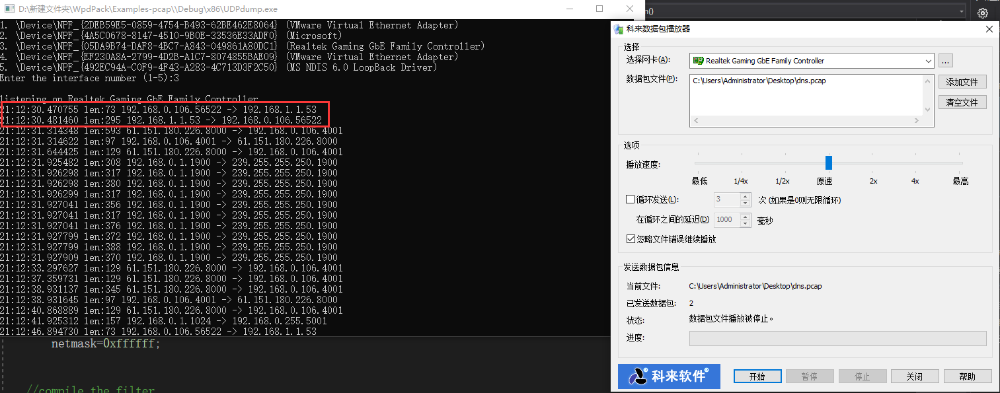 D:\新建文件夹\WpdPack\Examples-pcap\\Debug\x86\UDPdump.exe
1. \Device\NPF_{2DEB59E5-0859-4754-B493-62BE462E8064} (VMware Virtual Ethernet Adapter)
2. \Device\NPF_{4A5C0678-8147-4510-9B0E-33536E33ADF0} (Microsoft)
3. \Device\NPF_{05DA9B74-DAF8-4BC7-A843-049861A80DC1} (Realtek Gaming GbE Family Controller)
4. \Device\NPF_{EF230A8A-2799-4D2B-A1C7-8074855BAE09} (VMware Virtual Ethernet Adapter)
5. \Device\NPF_{492EC94A-C0F9-4F43-A283-4C713D3F2C50} (MS NDIS 6.0 LoopBack Driver)
Enter the interface number (1-5):3
listening on Realtek Gaming GbE Family Controller...
21:12:30.470755 len:73 192.168.0.106.56522 -> 192.168.1.1.53
21:12:30.481460 len:295 192.168.1.1.53 -> 192.168.0.106.56522
21:12:31.314348 len:593 61.151.180.226.8000 -> 192.168.0.106.4001
21:12:31.314622 len:97 192.168.0.106.4001 -> 61.151.180.226.8000
21:12:31.644425 len:129 61.151.180.226.8000 -> 192.168.0.106.4001
21:12:31.925482 len:308 192.168.0.1.1900 -> 239.255.255.250.1900
21:12:31.926298 len:317 192.168.0.1.1900 -> 239.255.255.250.1900
21:12:31.926298 len:380 192.168.0.1.1900 -> 239.255.255.250.1900
21:12:31.926299 len:317 192.168.0.1.1900 -> 239.255.255.250.1900
21:12:31.927041 len:356 192.168.0.1.1900 -> 239.255.255.250.1900
21:12:31.927041 len:317 192.168.0.1.1900 -> 239.255.255.250.1900
21:12:31.927041 len:376 192.168.0.1.1900 -> 239.255.255.250.1900
21:12:31.927799 len:372 192.168.0.1.1900 -> 239.255.255.250.1900
21:12:31.927799 len:388 192.168.0.1.1900 -> 239.255.255.250.1900
21:12:31.927909 len:370 192.168.0.1.1900 -> 239.255.255.250.1900
21:12:33.297627 len:129 61.151.180.226.8000 -> 192.168.0.106.4001
21:12:37.359731 len:129 61.151.180.226.8000 -> 192.168.0.106.4001
21:12:38.931137 len:345 61.151.180.226.8000 -> 192.168.0.106.4001
21:12:38.931645 len:97 192.168.0.106.4001 -> 61.151.180.226.8000
21:12:40.868889 len:129 61.151.180.226.8000 -> 192.168.0.106.4001
21:12:41.925312 len:157 192.168.0.1.1024 -> 192.168.0.255.5001
21:12:46.894730 len:73 192.168.0.106.56522 -> 192.168.1.1.53
netmask=0xffffff;
//compile the filter
n()
科来数据包播放器
选择
选择网卡(A):
Realtek Gaming GbE Family Controller
...
数据包文件(P):
C:\Users\Administrator\Desktop\dns.pcap
添加文件
清空文件
选项
播放速度:
最低 1/4x 1/2x 原速 2x 4x 最高
循环发送(L): 3 次 (如果是0则无限循环)
在循环之间的延迟(D) 1000 毫秒
忽略文件错误继续播放
发送数据包信息
当前文件: C:\Users\Administrator\Desktop\dns.pcap
已发送数据包: 2
状态: 数据包文件播放被停止。
进度:
科来软件
开始 暂停 停止 关闭 帮助